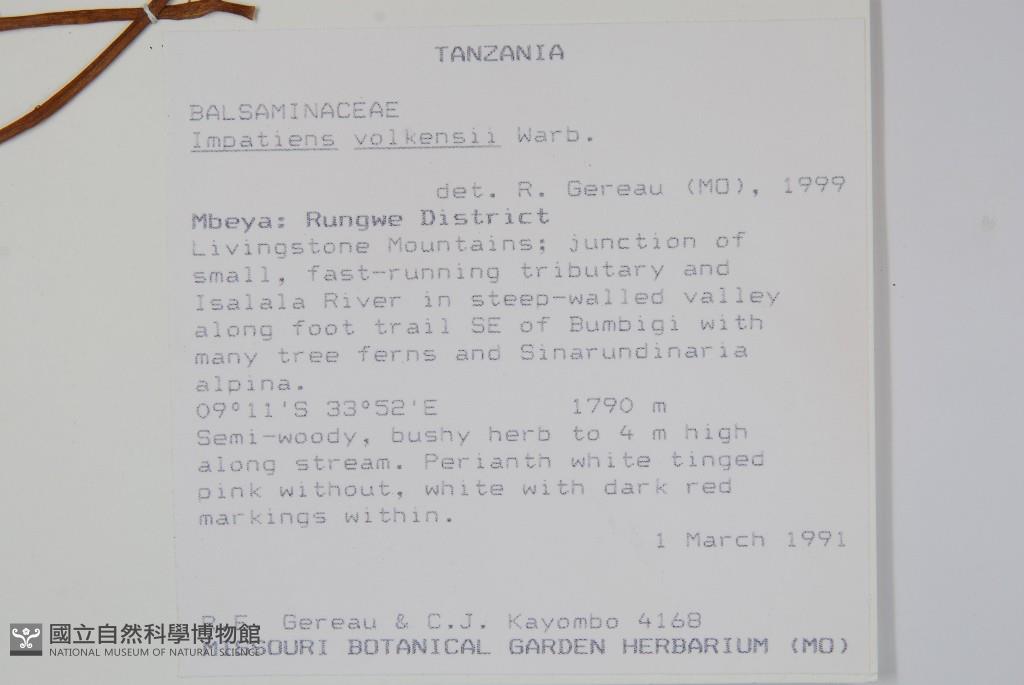 TANZANIA
BALSAMINACEAE
Impatiens volkensii Warb.
det. R. Gereau (MO), 1999
Mbeya: Rungwe District
Livingstone Mountains; junction of
small, fast-running tributary and
Isalala River in steep-walled valley
along foot trail SE of Bumbigi with
many tree ferns and Sinarundinaria
alpina.
09°11'S 33°52'E 1790 m
Semi-woody, bushy herb to 4 m high
along stream. Perianth white tinged
pink without, white with dark red
markings within.
1 March 1991
R.E. Gereau & C.J. Kayombo 4168
MISSOURI BOTANICAL GARDEN HERBARIUM (MO)
國立自然科學博物館
NATIONAL MUSEUM OF NATURAL SCIENCE